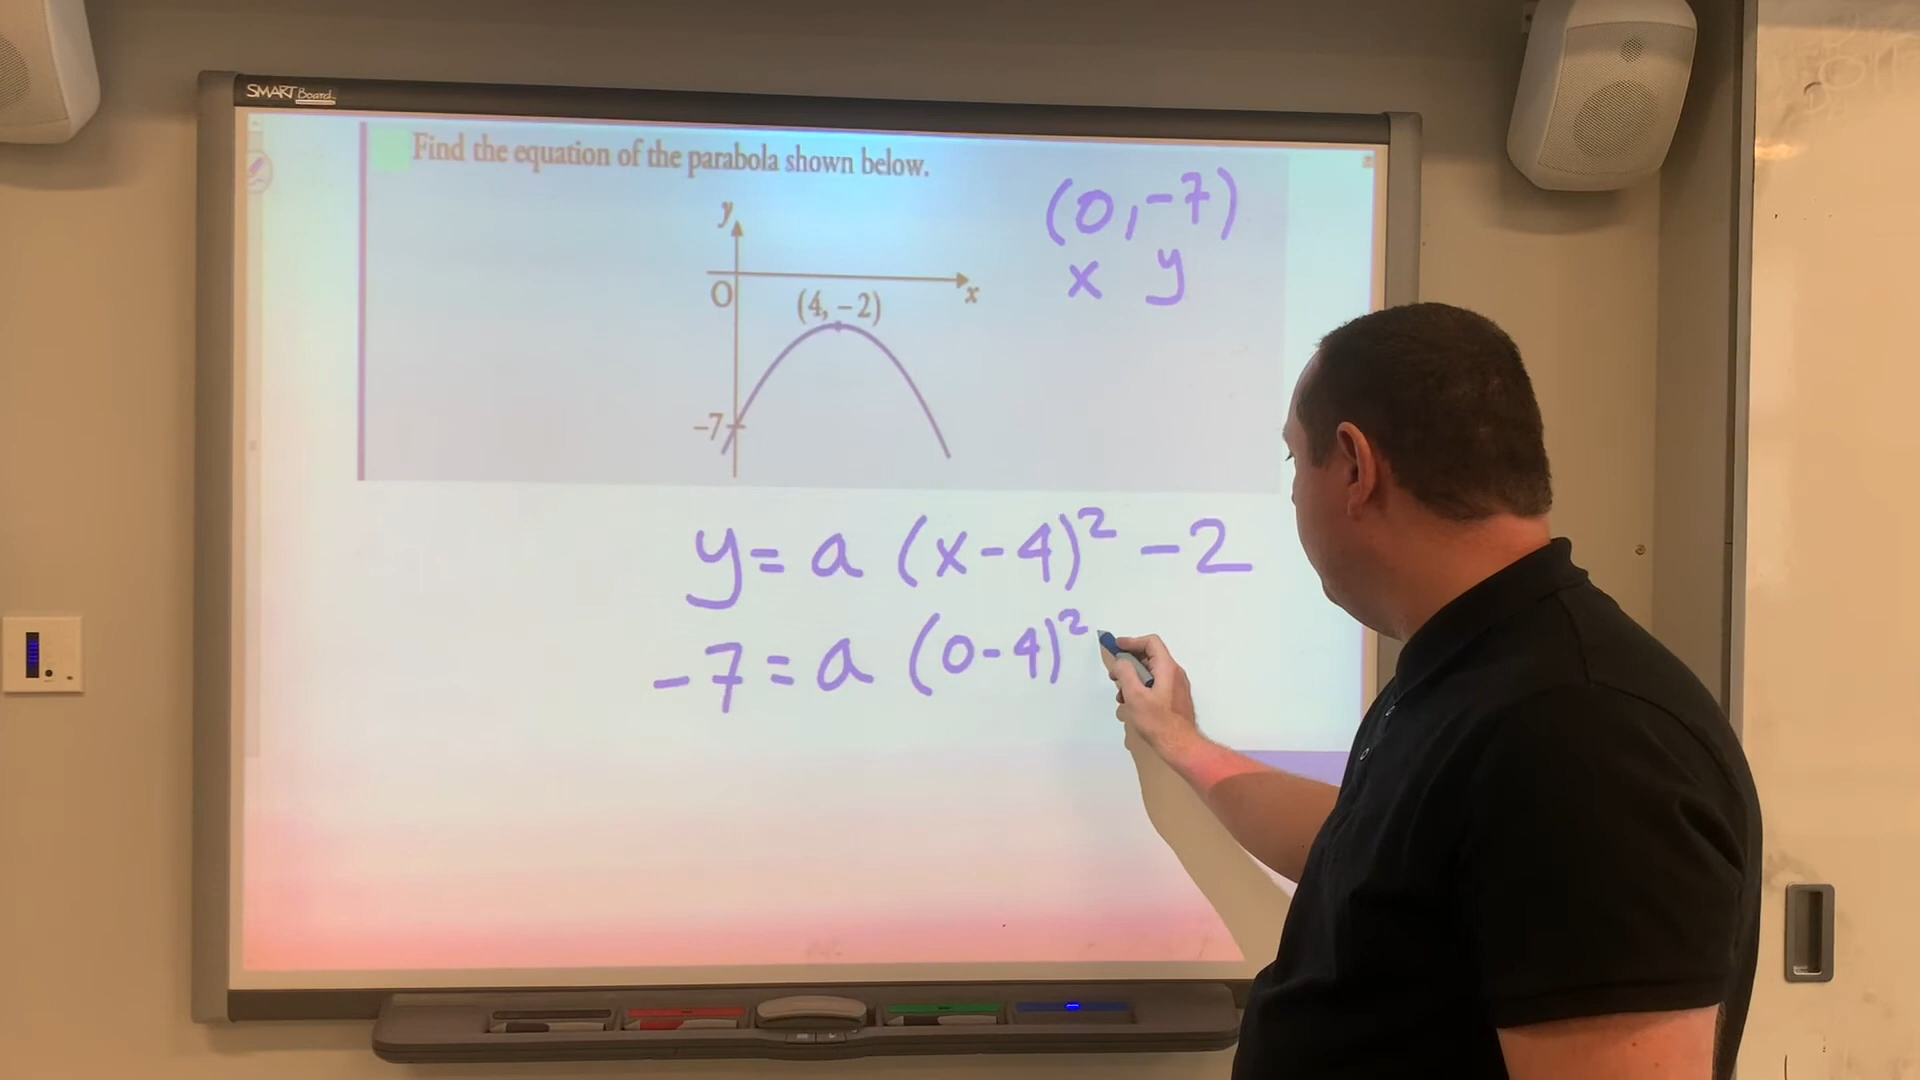 SMART Board
Find the equation of the parabola shown below.
(0,-7)
x y
y
O
x
(4, -2)
-7
y = a (x-4)² -2
-7 = a (0-4)²